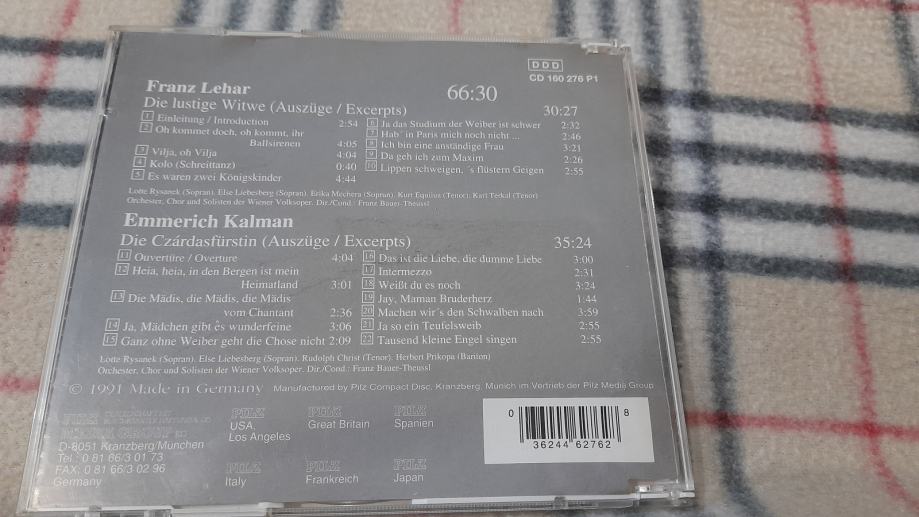 DDD
CD 160 276 P1
Franz Lehar 66:30
Die lustige Witwe (Auszüge / Excerpts) 30:27
1 Einleitung / Introduction 2:54
2 Oh kommet doch, oh kommt, ihr
Ballsirenen 4:05
3 Vilja, oh Vilja 4:04
4 Kolo (Schreittanz) 0:40
5 Es waren zwei Königskinder 4:44
6 Ja das Studium der Weiber ist schwer 2:32
7 Hab' in Paris mich noch nicht ... 2:46
8 Ich bin eine anständige Frau 3:21
9 Da geh ich zum Maxim 2:26
10 Lippen schweigen, ´s flüstern Geigen 2:55
Lotte Rysanek (Sopran). Else Liebesberg (Sopran). Erika Mechera (Sopran). Kurt Equiluz (Tenor). Karl Terkal (Tenor)
Orchester, Chor und Solisten der Wiener Volksoper. Dir./Cond.: Franz Bauer-Theussl
Emmerich Kalman
Die Czárdasfürstin (Auszüge / Excerpts) 35:24
11 Ouvertüre / Overture 4:04
12 Heia, heia, in den Bergen ist mein
Heimatland 3:01
13 Die Mädis, die Mädis, die Mädis
vom Chantant 2:36
14 Ja, Mädchen gibt es wunderfeine 3:06
15 Ganz ohne Weiber geht die Chose nicht 2:09
16 Das ist die Liebe, die dumme Liebe 3:00
17 Intermezzo 2:31
18 Weißt du es noch 3:24
19 Jay, Maman Bruderherz 1:44
20 Machen wir´s den Schwalben nach 3:59
21 Ja so ein Teufelsweib 2:55
22 Tausend kleine Engel singen 2:55
Lotte Rysanek (Sopran). Else Liebesberg (Sopran). Rudolph Christ (Tenor). Herbert Prikopa (Bariton)
Orchester, Chor und Solisten der Wiener Volksoper. Dir./Cond.: Franz Bauer-Theussl
© 1991 Made in Germany Manufactured by Pilz Compact Disc, Kranzberg, Munich im Vertrieb der Pilz Media Group
PILZ
MEDIA GROUP
D-8051 Kranzberg/München
Tel.: 0 81 66/3 01 73
FAX: 0 81 66/3 02 96
Germany
PILZ
USA,
Los Angeles
PILZ
Great Britain
PILZ
Spanien
PILZ
Italy
PILZ
Frankreich
PILZ
Japan
0 36244 62762 8